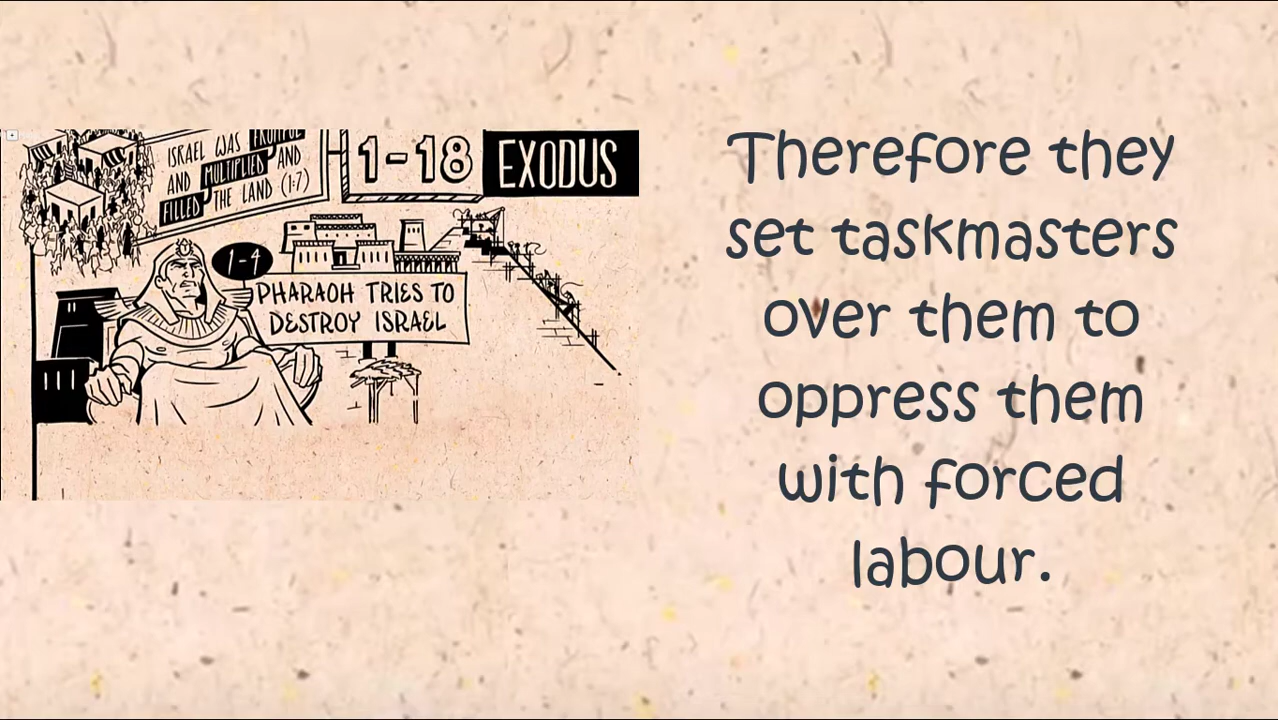 ISRAEL WAS FRUITFUL
AND MULTIPLIED AND
FILLED THE LAND (1:7)
1-18
EXODUS
1-4
PHARAOH TRIES TO
DESTROY ISRAEL
Therefore they
set taskmasters
over them to
oppress them
with forced
labour.